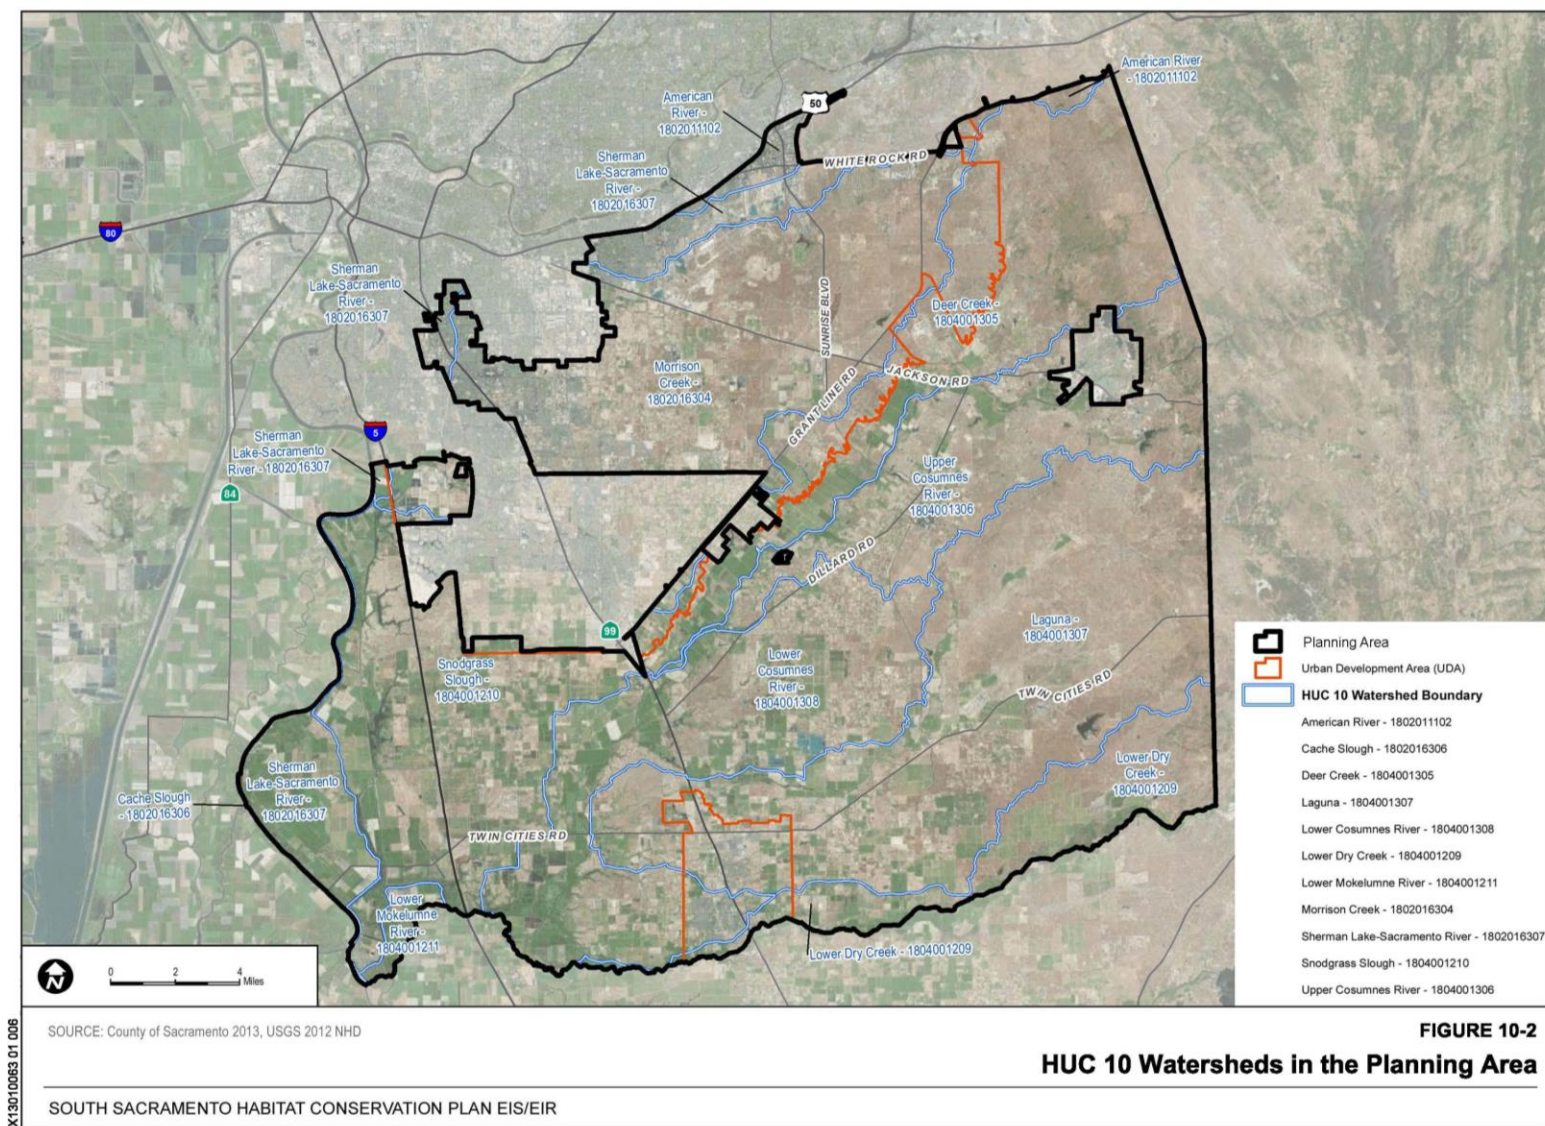 American River
- 1802011102
American
River -
1802011102
50
WHITE ROCK RD
Sherman
Lake-Sacramento
River -
1802016307
80
Sherman
Lake-Sacramento
River -
1802016307
SUNRISE BLVD
Deer Creek -
1804001305
Morrison
Creek -
1802016304
GRANT LINE RD
JACKSON RD
5
Sherman
Lake-Sacramento
River - 1802016307
84
Upper
Cosumnes
River -
1804001306
DILLARD RD
99
Laguna -
1804001307
Snodgrass
Slough -
1804001210
Lower
Cosumnes
River -
1804001308
TWIN CITIES RD
Sherman
Lake-Sacramento
River -
1802016307
Cache Slough
- 1802016306
Lower Dry
Creek -
1804001209
TWIN CITIES RD
Lower
Mokelumne
River -
1804001211
Lower Dry Creek - 1804001209
Planning Area
Urban Development Area (UDA)
HUC 10 Watershed Boundary
American River - 1802011102
Cache Slough - 1802016306
Deer Creek - 1804001305
Laguna - 1804001307
Lower Cosumnes River - 1804001308
Lower Dry Creek - 1804001209
Lower Mokelumne River - 1804001211
Morrison Creek - 1802016304
Sherman Lake-Sacramento River - 1802016307
Snodgrass Slough - 1804001210
Upper Cosumnes River - 1804001306
N
0 2 4
Miles
X13010063 01 006
SOURCE: County of Sacramento 2013, USGS 2012 NHD
FIGURE 10-2
HUC 10 Watersheds in the Planning Area
SOUTH SACRAMENTO HABITAT CONSERVATION PLAN EIS/EIR